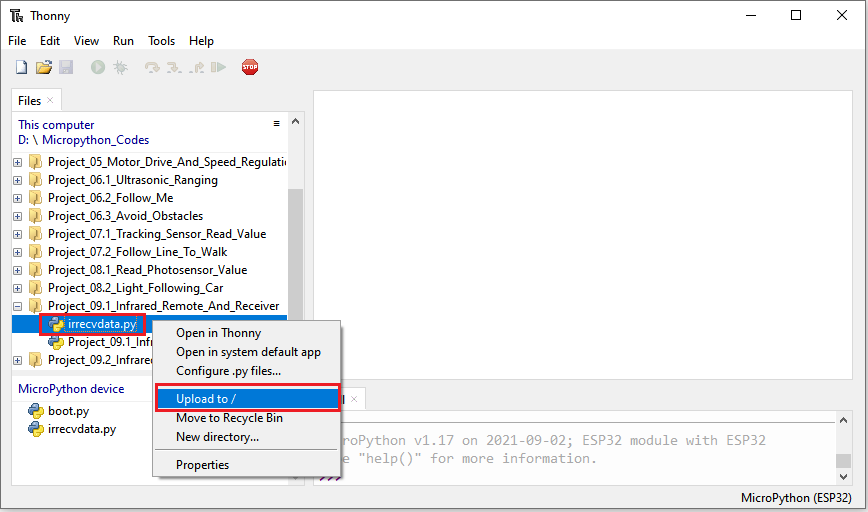 Thonny
File Edit View Run Tools Help
STOP
Files
This computer
D: \ Micropython_Codes
Project_05_Motor_Drive_And_Speed_Regulati
Project_06.1_Ultrasonic_Ranging
Project_06.2_Follow_Me
Project_06.3_Avoid_Obstacles
Project_07.1_Tracking_Sensor_Read_Value
Project_07.2_Follow_Line_To_Walk
Project_08.1_Read_Photosensor_Value
Project_08.2_Light_Following_Car
Project_09.1_Infrared_Remote_And_Receiver
irrecvdata.py
Project_09.1_Inf
Project_09.2_Infrared
Open in Thonny
Open in system default app
Configure .py files...
Upload to /
Move to Recycle Bin
New directory...
Properties
MicroPython device
boot.py
irrecvdata.py
roPython v1.17 on 2021-09-02; ESP32 module with ESP32
e "help()" for more information.
>>>
MicroPython (ESP32)